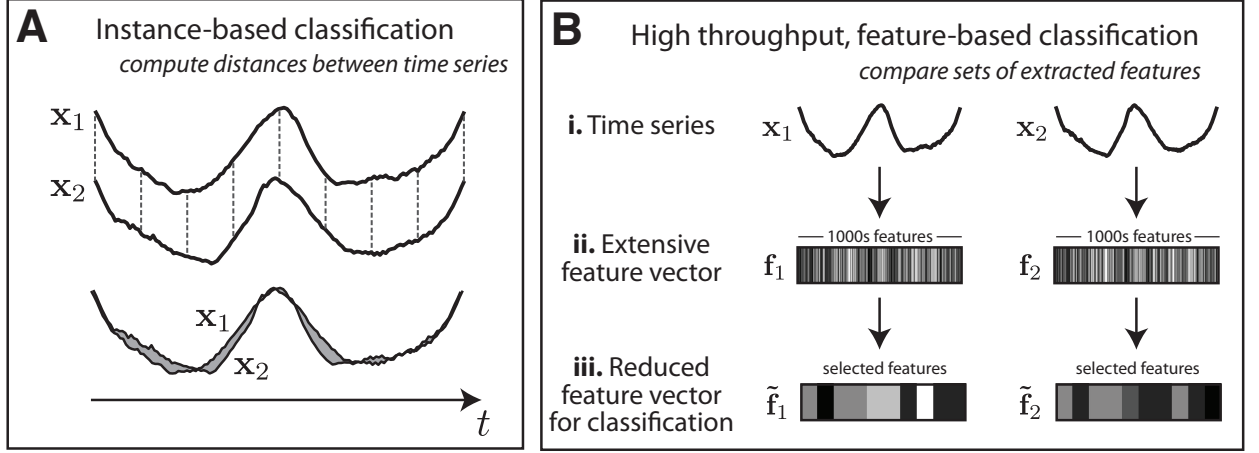 A
Instance-based classification
compute distances between time series
x1
x2
x1
x2
t
B
High throughput, feature-based classification
compare sets of extracted features
i. Time series
x1
x2
ii. Extensive
feature vector
1000s features
f1
1000s features
f2
iii. Reduced
feature vector
for classification
selected features
f̃1
selected features
f̃2